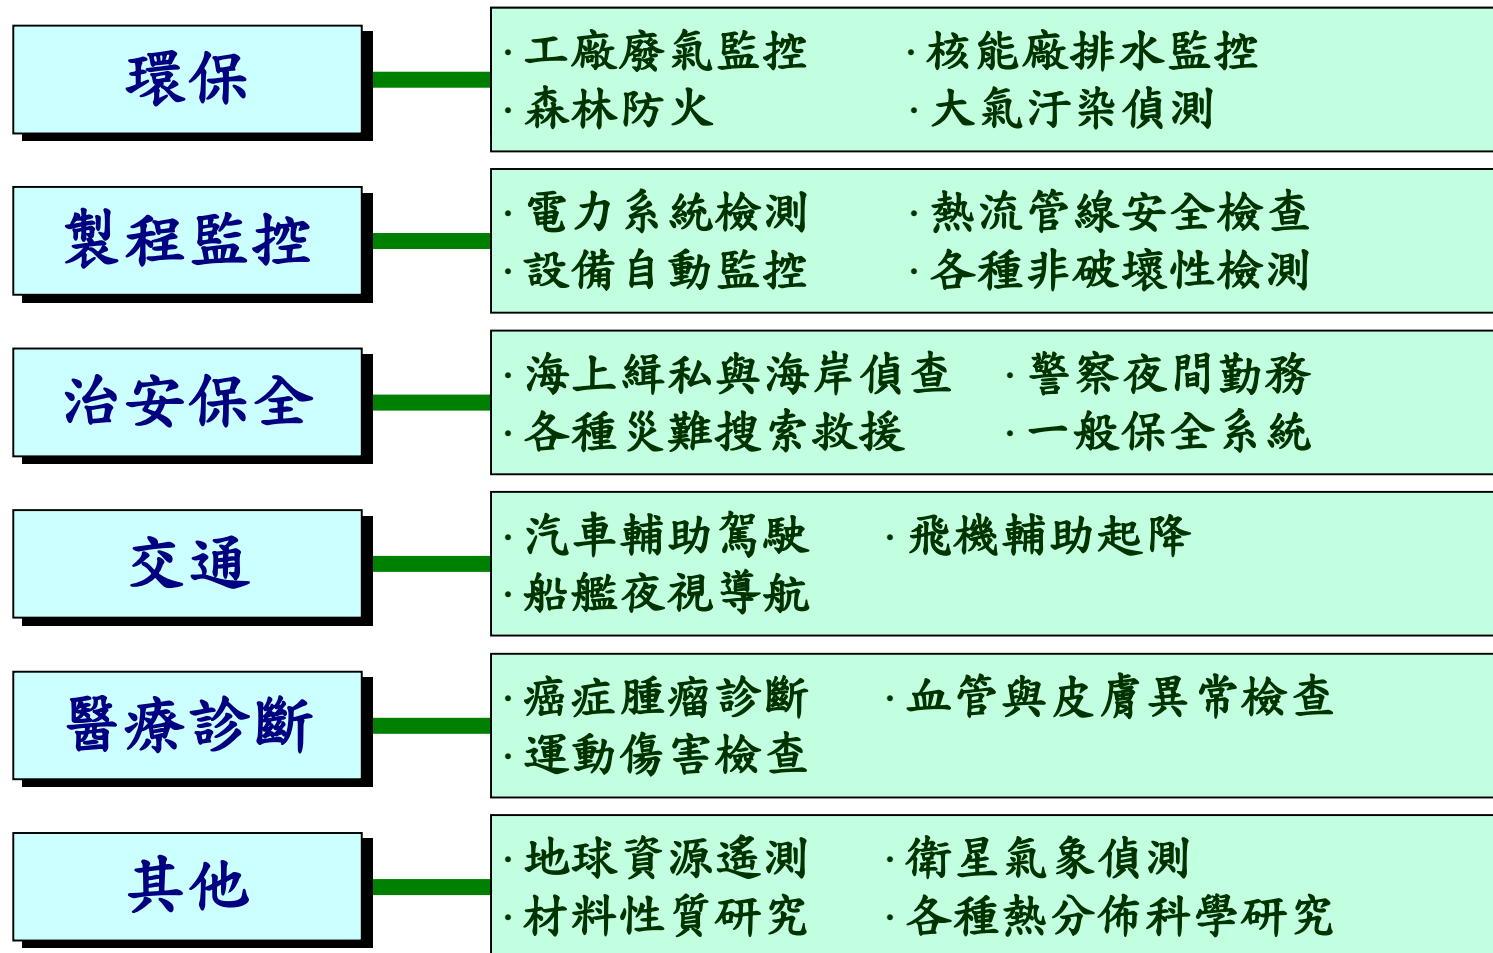 環保
·工廠廢氣監控 ·核能廠排水監控
·森林防火 ·大氣汙染偵測
製程監控
·電力系統檢測 ·熱流管線安全檢查
·設備自動監控 ·各種非破壞性檢測
治安保全
·海上緝私與海岸偵查 ·警察夜間勤務
·各種災難搜索救援 ·一般保全系統
交通
·汽車輔助駕駛 ·飛機輔助起降
·船艦夜視導航
醫療診斷
·癌症腫瘤診斷 ·血管與皮膚異常檢查
·運動傷害檢查
其他
·地球資源遙測 ·衛星氣象偵測
·材料性質研究 ·各種熱分佈科學研究